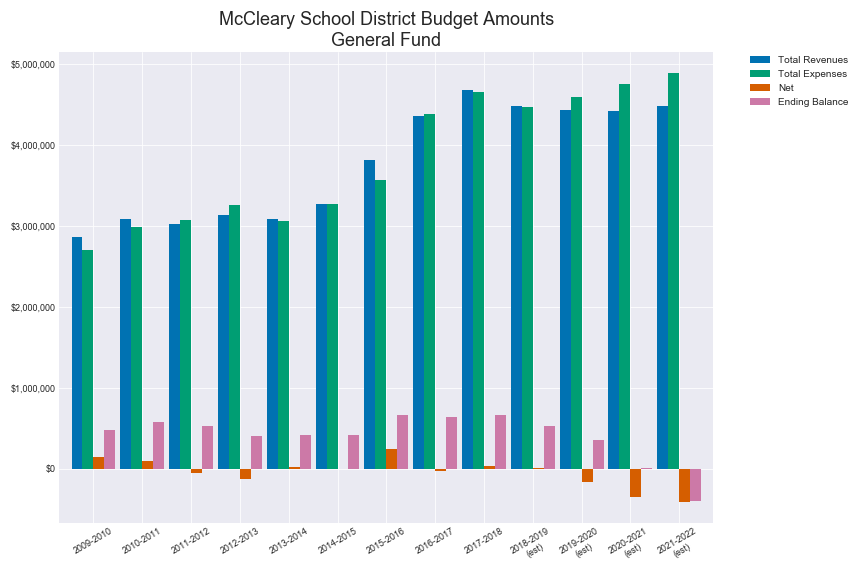 McCleary School District Budget Amounts
General Fund
$5,000,000
$4,000,000
$3,000,000
$2,000,000
$1,000,000
$0
2009-2010
2010-2011
2011-2012
2012-2013
2013-2014
2014-2015
2015-2016
2016-2017
2017-2018
2018-2019
(est)
2019-2020
(est)
2020-2021
(est)
2021-2022
(est)
Total Revenues
Total Expenses
Net
Ending Balance